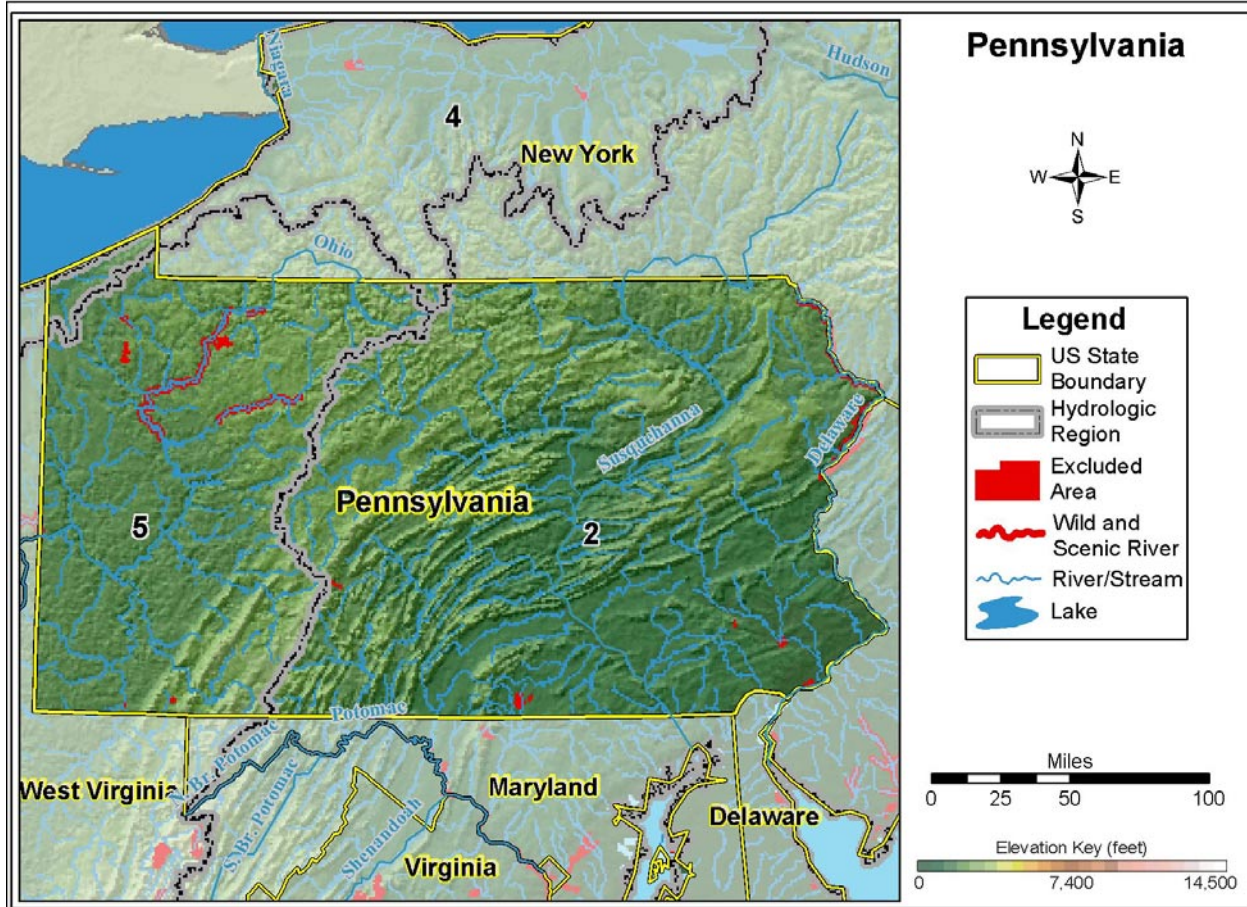 Pennsylvania
N
W E
S
Niagara
Hudson
4
New York
Ohio
Susquehanna
Delaware
Pennsylvania
5
2
Potomac
Br. Potomac
West Virginia
S. Br. Potomac
Shenandoah
Maryland
Delaware
Virginia
Legend
US State
Boundary
Hydrologic
Region
Excluded
Area
Wild and
Scenic River
River/Stream
Lake
Miles
0 25 50 100
Elevation Key (feet)
0 7,400 14,500